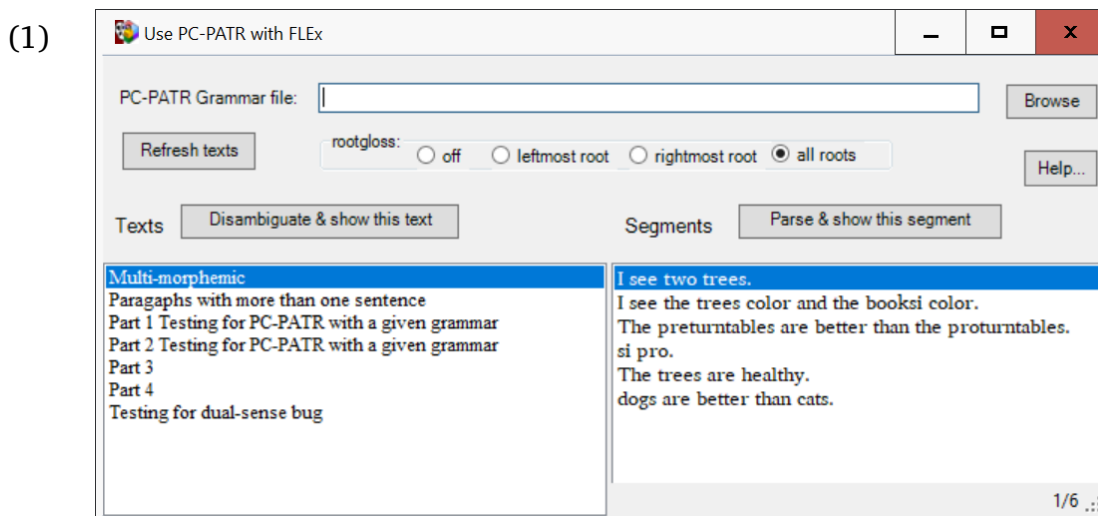 (1)
Use PC-PATR with FLEx
PC-PATR Grammar file:
Browse
Refresh texts
rootgloss:
off
leftmost root
rightmost root
all roots
Help...
Texts
Disambiguate & show this text
Segments
Parse & show this segment
Multi-morphemic
Paragaphs with more than one sentence
Part 1 Testing for PC-PATR with a given grammar
Part 2 Testing for PC-PATR with a given grammar
Part 3
Part 4
Testing for dual-sense bug
I see two trees.
I see the trees color and the booksi color.
The preturntables are better than the proturntables.
si pro.
The trees are healthy.
dogs are better than cats.
1/6